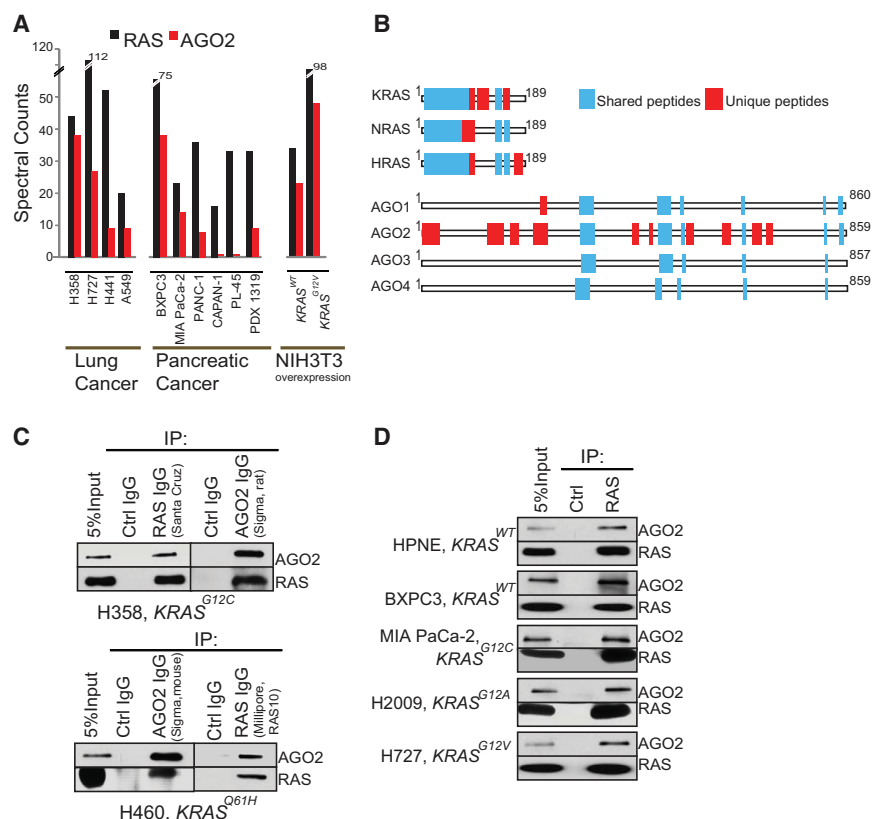 A
RAS AGO2
120
112
75
98
50
40
30
20
10
0
Spectral Counts
H358
H727
H441
A549
BXPC3
MIA PaCa-2
PANC-1
CAPAN-1
PL-45
PDX 1319
KRAS WT
KRAS G12V
Lung Cancer
Pancreatic Cancer
NIH3T3
overexpression
B
Shared peptides Unique peptides
KRAS 1 189
NRAS 1 189
HRAS 1 189
AGO1 1 860
AGO2 1 859
AGO3 1 857
AGO4 1 859
C
IP:
5%Input
Ctrl IgG
RAS IgG
(Santa Cruz)
Ctrl IgG
AGO2 IgG
(Sigma, rat)
AGO2
RAS
H358, KRAS G12C
IP:
5%Input
Ctrl IgG
AGO2 IgG
(Sigma,mouse)
Ctrl IgG
RAS IgG
(Millipore,
RAS10)
AGO2
RAS
H460, KRAS Q61H
D
IP:
5%Input
Ctrl
RAS
HPNE, KRAS WT
AGO2
RAS
BXPC3, KRAS WT
AGO2
RAS
MIA PaCa-2,
KRAS G12C
AGO2
RAS
H2009, KRAS G12A
AGO2
RAS
H727, KRAS G12V
AGO2
RAS